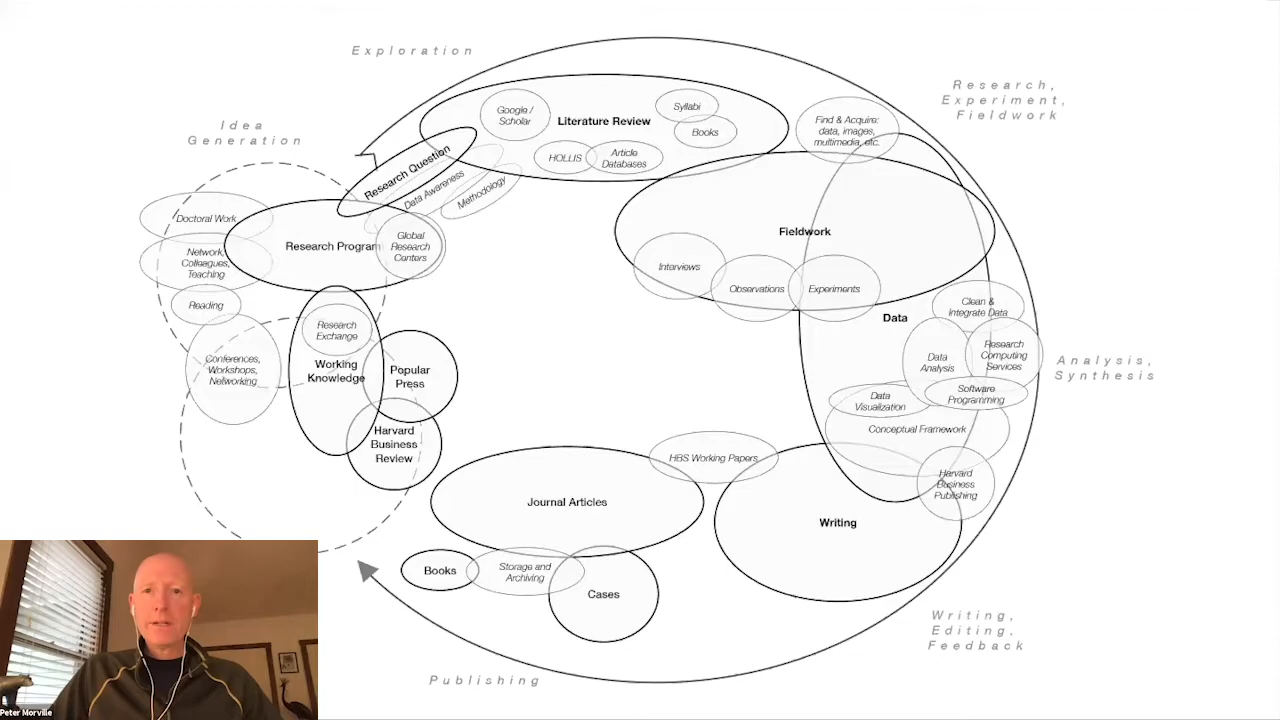 Exploration
Research,
Experiment,
Fieldwork
Idea
Generation
Google /
Scholar
Literature Review
Syllabi
Books
HOLLIS
Article
Databases
Find & Acquire:
data, images,
multimedia, etc.
Research Question
Data Awareness
Methodology
Doctoral Work
Network,
Colleagues,
Teaching
Reading
Conferences,
Workshops,
Networking
Research Program
Global
Research
Centers
Research
Exchange
Working
Knowledge
Popular
Press
Harvard
Business
Review
Fieldwork
Interviews
Observations
Experiments
Data
Clean &
Integrate Data
Data
Analysis
Research
Computing
Services
Software
Programming
Data
Visualization
Conceptual Framework
Harvard
Business
Publishing
Analysis,
Synthesis
HBS Working Papers
Journal Articles
Writing
Books
Storage and
Archiving
Cases
Writing,
Editing,
Feedback
Publishing
Peter Morville